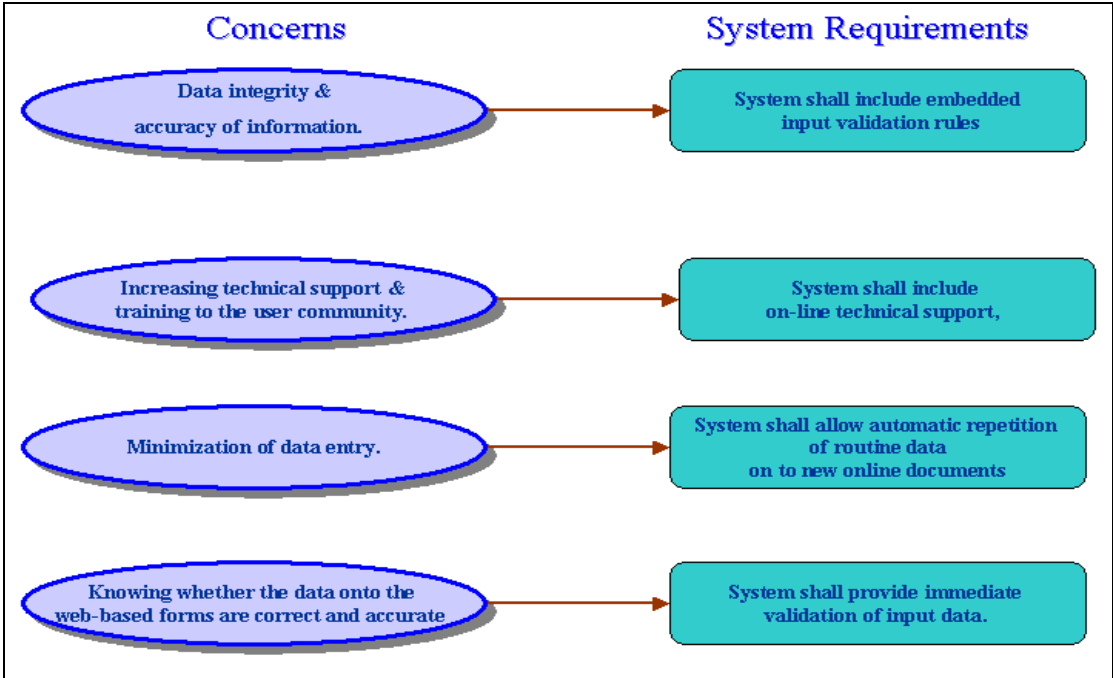 Concerns
System Requirements
Data integrity &
accuracy of information.
System shall include embedded
input validation rules
Increasing technical support &
training to the user community.
System shall include
on-line technical support,
Minimization of data entry.
System shall allow automatic repetition
of routine data
on to new online documents
Knowing whether the data onto the
web-based forms are correct and accurate
System shall provide immediate
validation of input data.